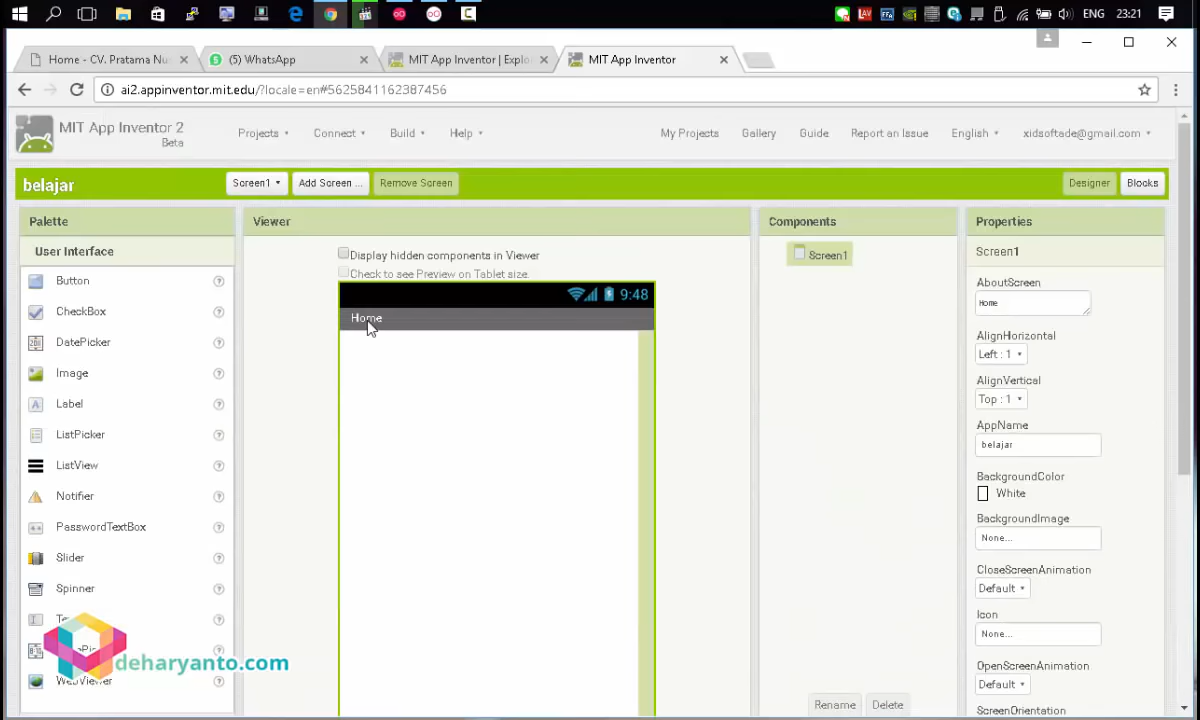 ENG 23:21
Home - CV. Pratama Nu
(5) WhatsApp
MIT App Inventor | Explo
MIT App Inventor
ai2.appinventor.mit.edu/?locale=en#5625841162387456
MIT App Inventor 2
Beta
Projects
Connect
Build
Help
My Projects
Gallery
Guide
Report an Issue
English
xidsoftade@gmail.com
belajar
Screen1
Add Screen ...
Remove Screen
Designer
Blocks
Palette
User Interface
Button
CheckBox
DatePicker
Image
Label
ListPicker
ListView
Notifier
PasswordTextBox
Slider
Spinner
WebViewer
deharyanto.com
Viewer
Display hidden components in Viewer
Check to see Preview on Tablet size.
9:48
Home
Components
Screen1
Rename
Delete
Properties
Screen1
AboutScreen
Home
AlignHorizontal
Left : 1
AlignVertical
Top : 1
AppName
belajar
BackgroundColor
White
BackgroundImage
None...
CloseScreenAnimation
Default
Icon
None...
OpenScreenAnimation
Default
ScreenOrientation